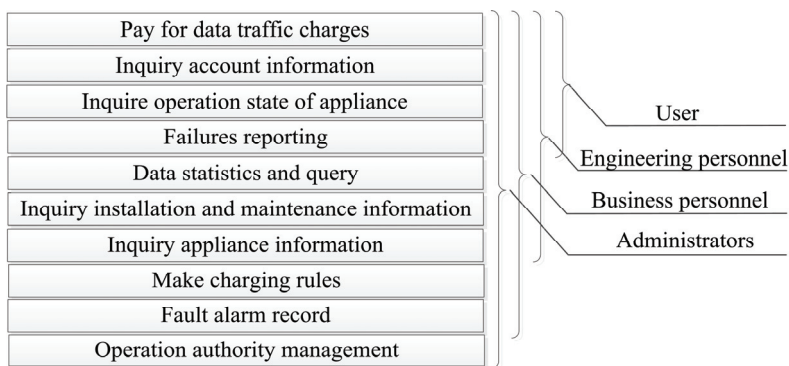 Pay for data traffic charges
Inquiry account information
Inquire operation state of appliance
Failures reporting
Data statistics and query
Inquiry installation and maintenance information
Inquiry appliance information
Make charging rules
Fault alarm record
Operation authority management
User
Engineering personnel
Business personnel
Administrators